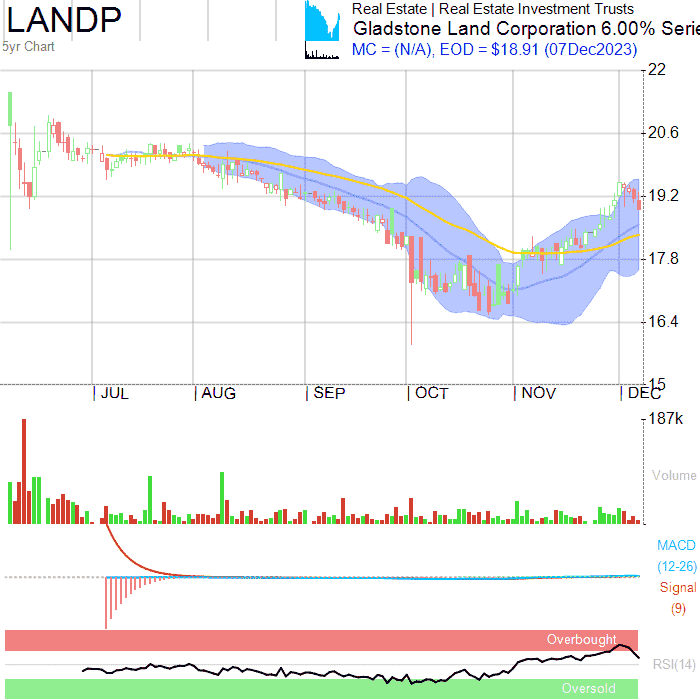 LANDP
5yr Chart
Real Estate | Real Estate Investment Trusts
Gladstone Land Corporation 6.00% Serie
MC = (N/A), EOD = $18.91 (07Dec2023)
22
20.6
19.2
17.8
16.4
15
JUL AUG SEP OCT NOV DEC
187k
Volume
MACD
(12-26)
Signal
(9)
Overbought
RSI(14)
Oversold